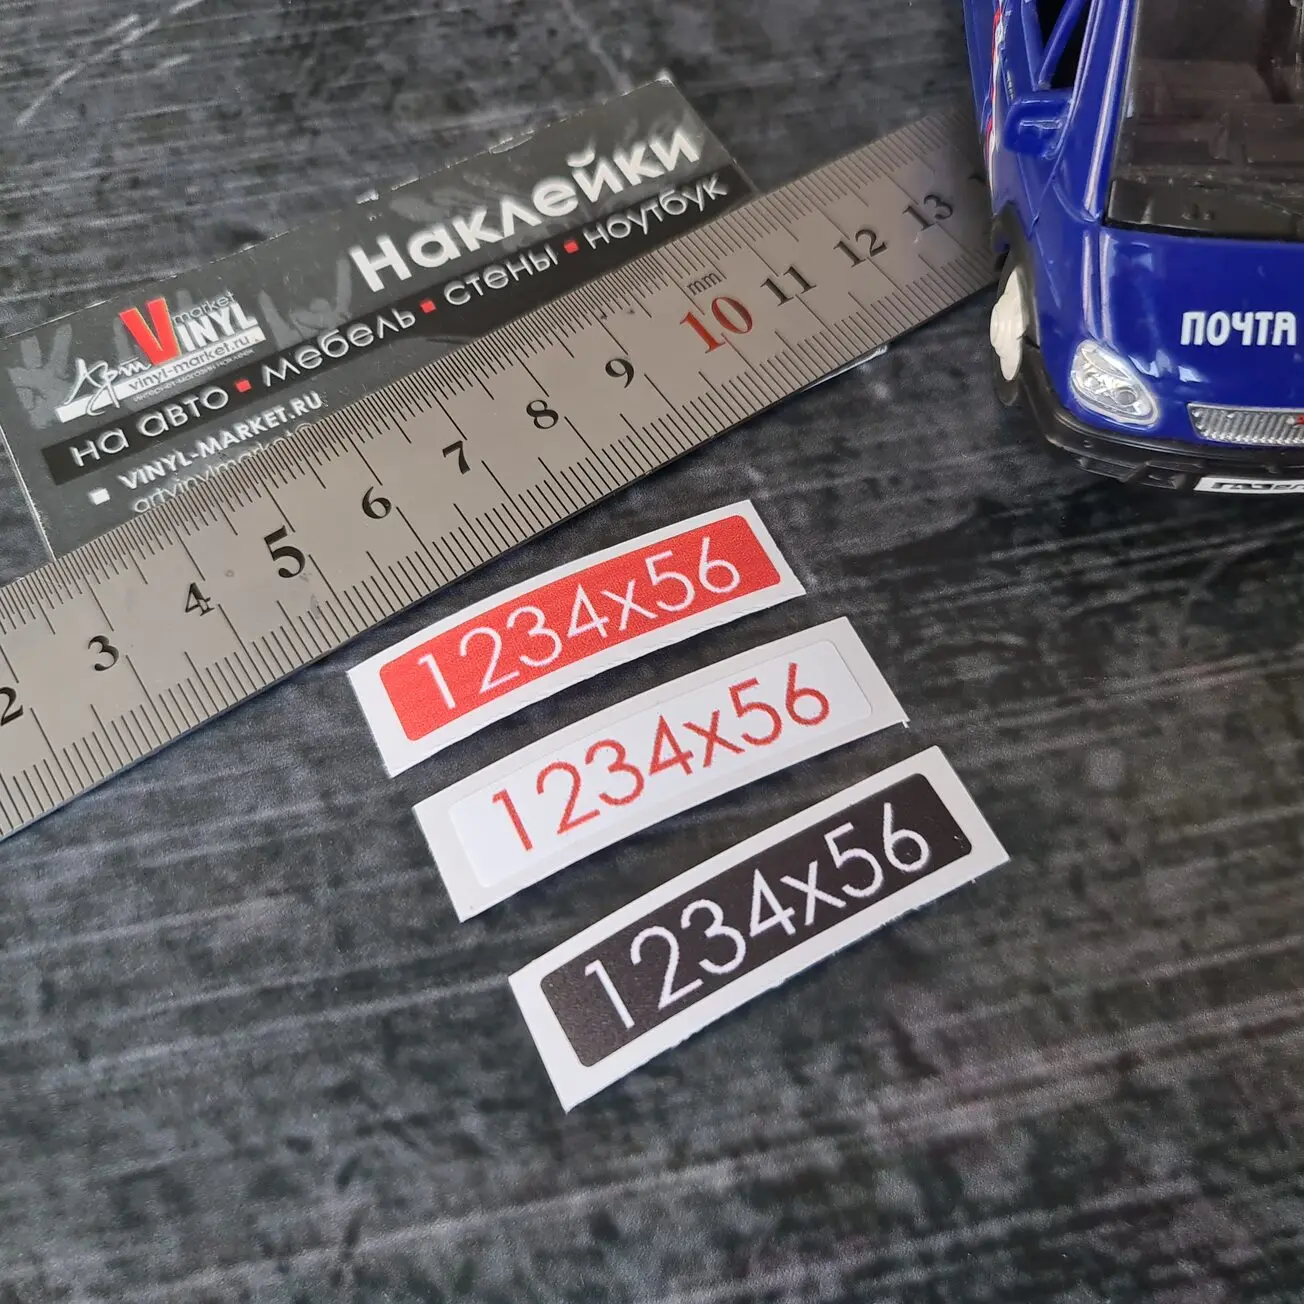 Наклейки
на авто ▪ мебель ▪ стены ▪ ноутбук
Арт VINYL market
vinyl-market.ru
VINYL-MARKET.RU
artvinylmarket
mm
2 3 4 5 6 7 8 9 10 11 12 13
ПОЧТА
1234x56
1234x56
1234x56